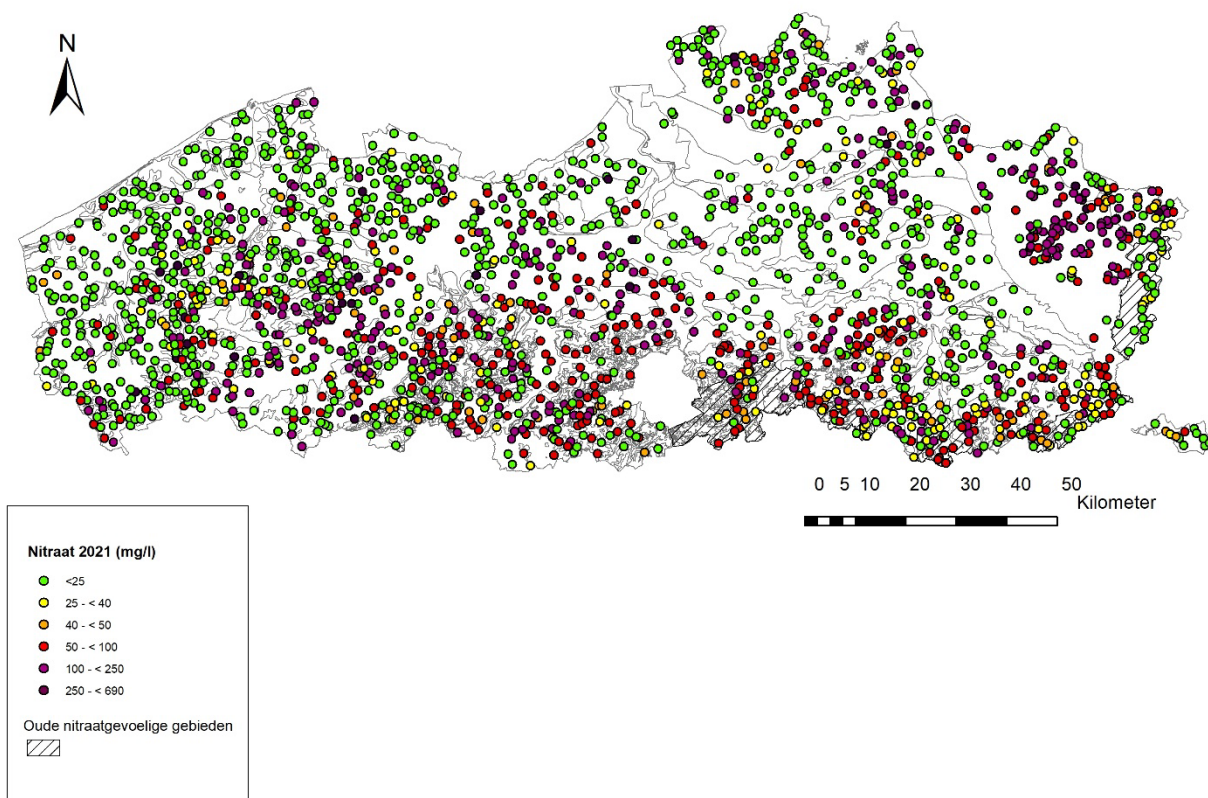 N
0 5 10 20 30 40 50
Kilometer
Nitraat 2021 (mg/l)
<25
25 - < 40
40 - < 50
50 - < 100
100 - < 250
250 - < 690
Oude nitraatgevoelige gebieden